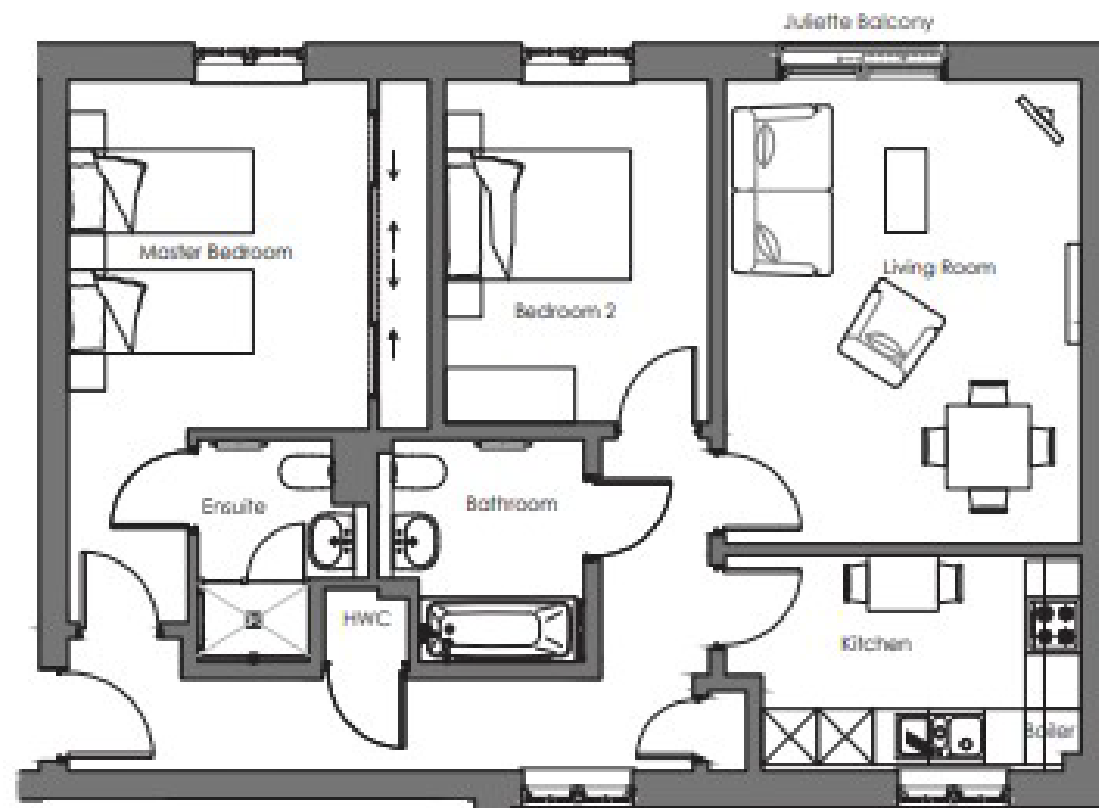 Juliette Balcony
Master Bedroom
Living Room
Bedroom 2
Ensuite
Bathroom
HWC
Kitchen
Boiler